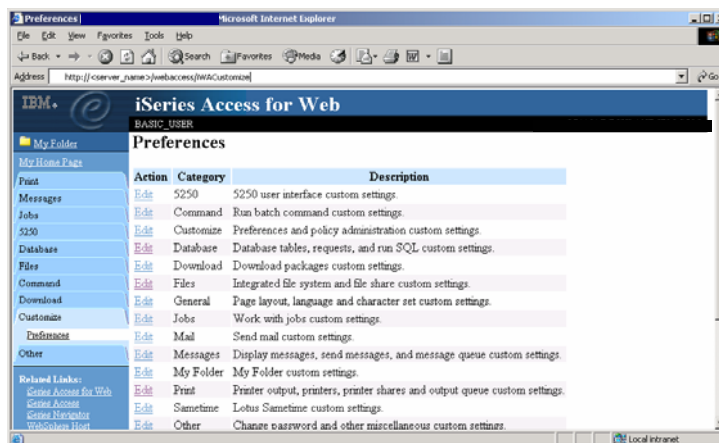 Preferences Microsoft Internet Explorer
File Edit View Favorites Tools Help
Back Search Favorites Media
Address http://<server_name>/webaccess/iWACustomize Go
IBM. iSeries Access for Web
BASIC_USER
My Folder
My Home Page
Print
Messages
Jobs
5250
Database
Files
Command
Download
Customize
Preferences
Other
Related Links:
iSeries Access for Web
iSeries Access
iSeries Navigator
WebSphere Host
Preferences
Action Category Description
Edit 5250 5250 user interface custom settings.
Edit Command Run batch command custom settings.
Edit Customize Preferences and policy administration custom settings.
Edit Database Database tables, requests, and run SQL custom settings.
Edit Download Download packages custom settings.
Edit Files Integrated file system and file share custom settings.
Edit General Page layout, language and character set custom settings.
Edit Jobs Work with jobs custom settings.
Edit Mail Send mail custom settings.
Edit Messages Display messages, send messages, and message queue custom settings.
Edit My Folder My Folder custom settings.
Edit Print Printer output, printers, printer shares and output queue custom settings.
Edit Sametime Lotus Sametime custom settings.
Edit Other Change password and other miscellaneous custom settings.
Local intranet